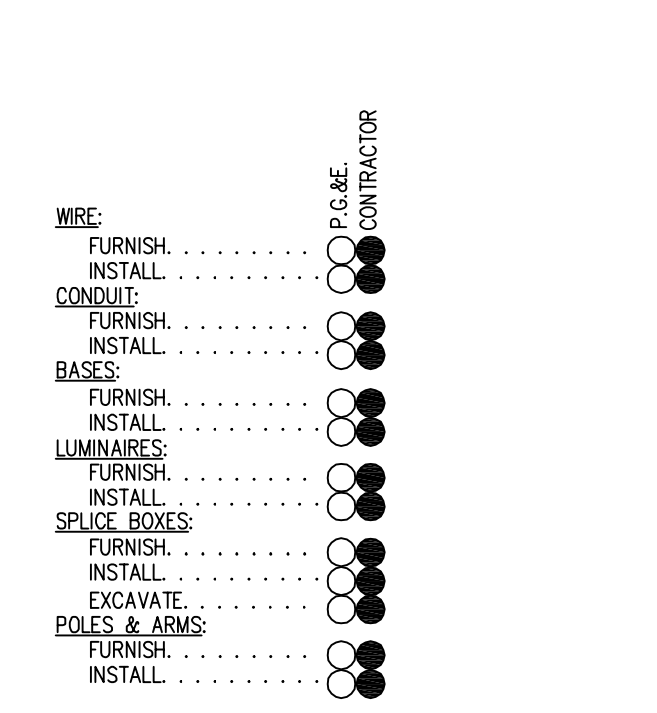 P.G.&E.
CONTRACTOR
WIRE:
FURNISH. . . . . . . . . .
INSTALL. . . . . . . . . .
CONDUIT:
FURNISH. . . . . . . . . .
INSTALL. . . . . . . . . .
BASES:
FURNISH. . . . . . . . . .
INSTALL. . . . . . . . . .
LUMINAIRES:
FURNISH. . . . . . . . . .
INSTALL. . . . . . . . . .
SPLICE BOXES:
FURNISH. . . . . . . . . .
INSTALL. . . . . . . . . .
EXCAVATE. . . . . . . . .
POLES & ARMS:
FURNISH. . . . . . . . . .
INSTALL. . . . . . . . . .